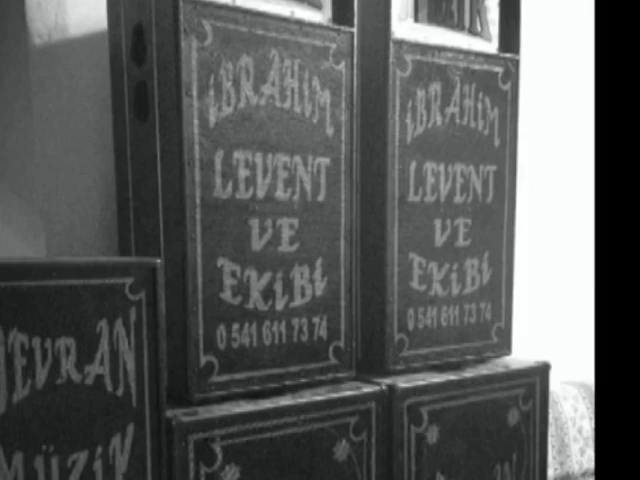 İBRAHİM
LEVENT
VE
EKİBİ
0 541 611 73 74
İBRAHİM
LEVENT
VE
EKİBİ
0 541 611 73 74
DEVRAN
MÜZİK